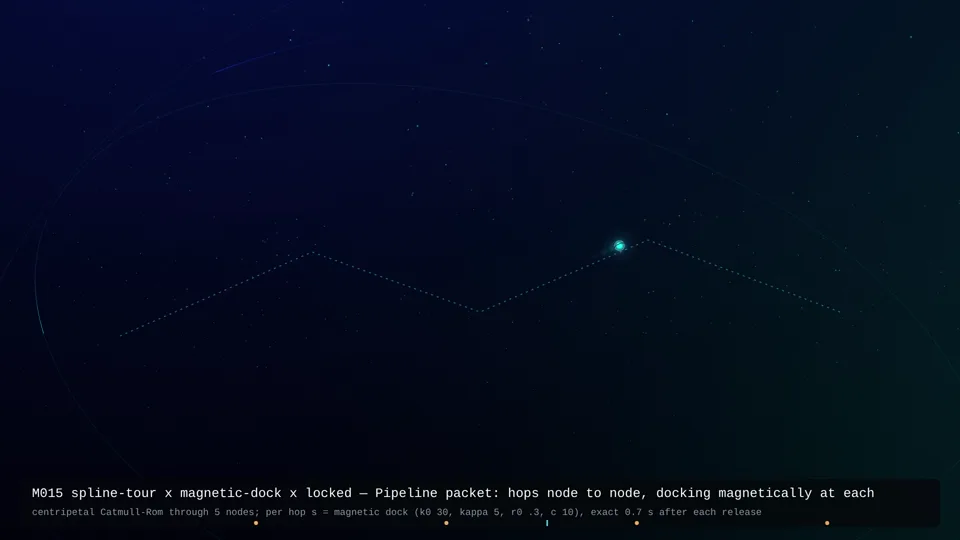 M015 spline-tour x magnetic-dock x locked — Pipeline packet: hops node to node, docking magnetically at each
centripetal Catmull-Rom through 5 nodes; per hop s = magnetic dock (k0 30, kappa 5, r0 .3, c 10), exact 0.7 s after each release